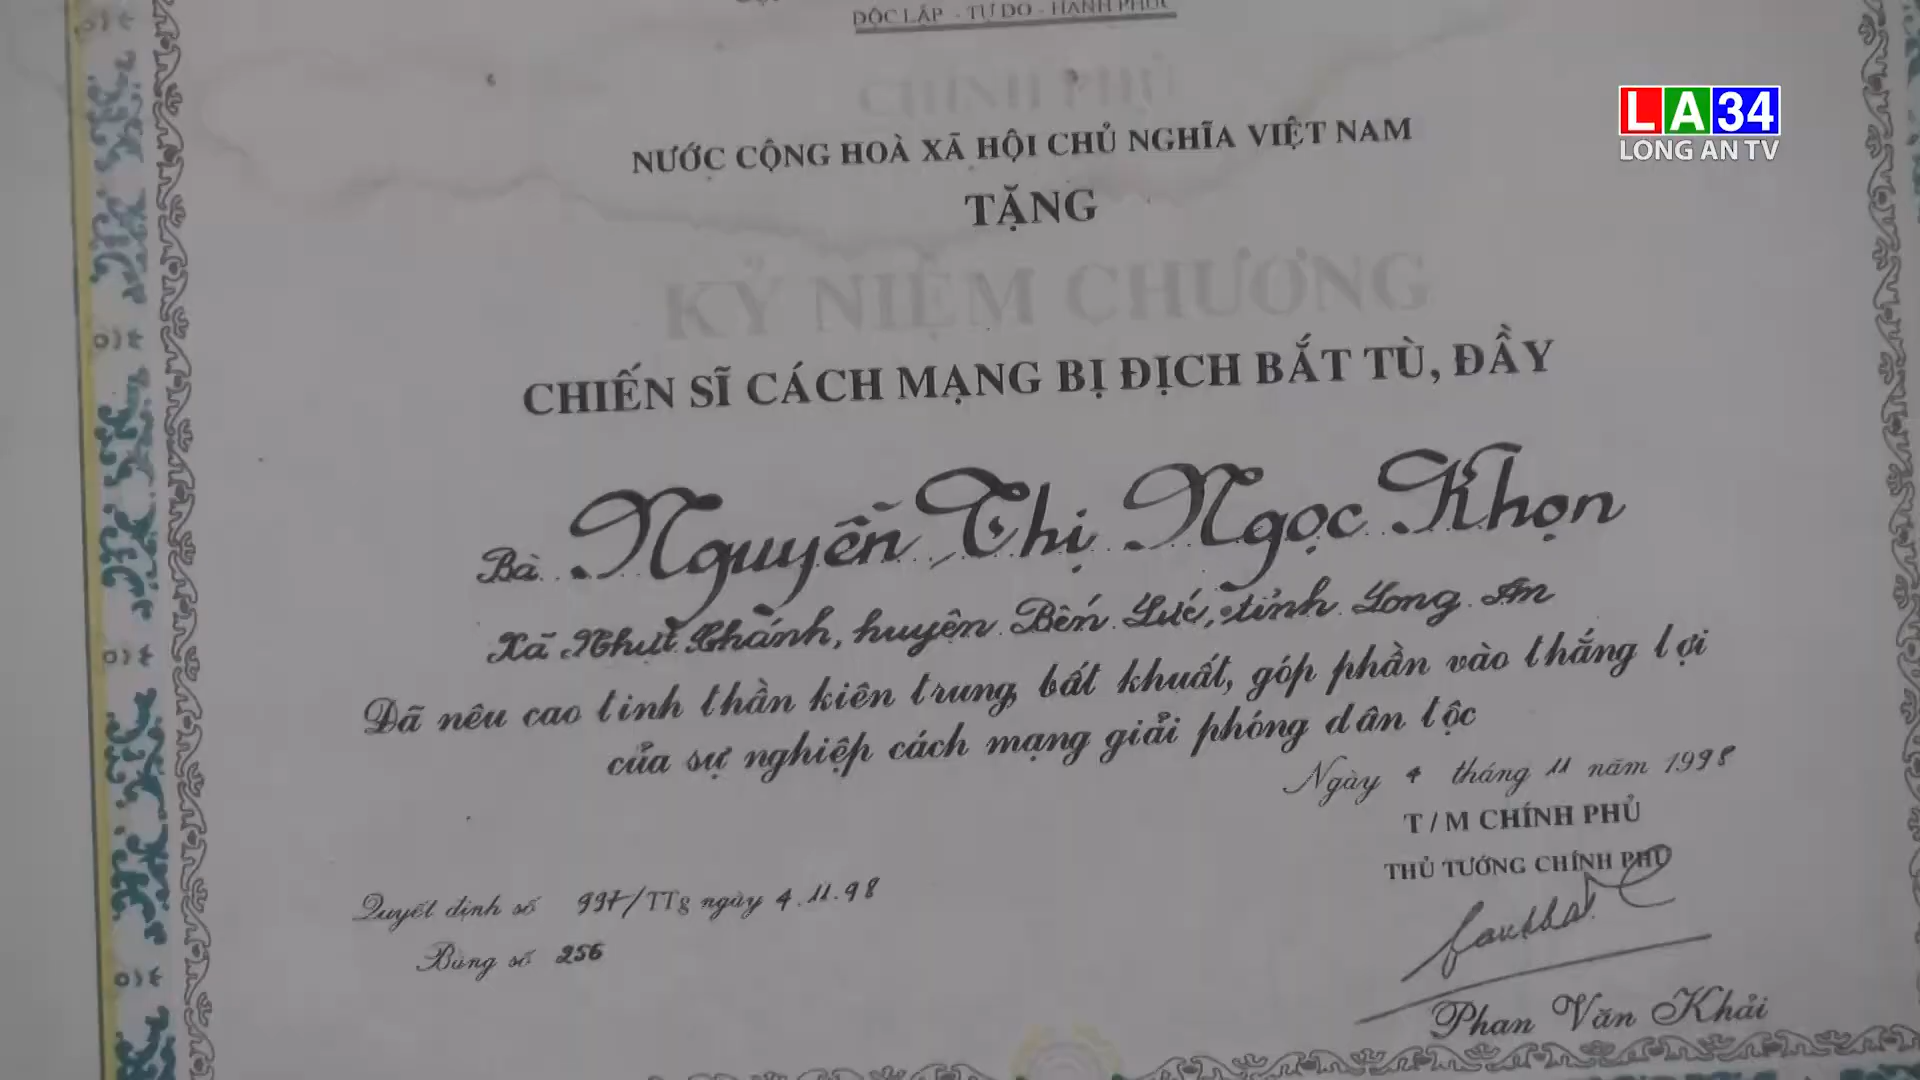 ĐỘC LẬP - TỰ DO - HẠNH PHÚC
CHÍNH PHỦ
NƯỚC CỘNG HOÀ XÃ HỘI CHỦ NGHĨA VIỆT NAM
TẶNG
KỶ NIỆM CHƯƠNG
CHIẾN SĨ CÁCH MẠNG BỊ ĐỊCH BẮT TÙ, ĐẦY
Bà Nguyễn Thị Ngọc Khọn
Xã Nhựt Chánh, huyện Bến Lức, tỉnh Long An
Đã nêu cao tinh thần kiên trung, bất khuất, góp phần vào thắng lợi
của sự nghiệp cách mạng giải phóng dân tộc
Ngày 4 tháng 11 năm 1998
T/M CHÍNH PHỦ
THỦ TƯỚNG CHÍNH PHỦ
Quyết định số 997/TTg ngày 4.11.98
Bảng số 256
Phan Văn Khải
LA34
LONG AN TV